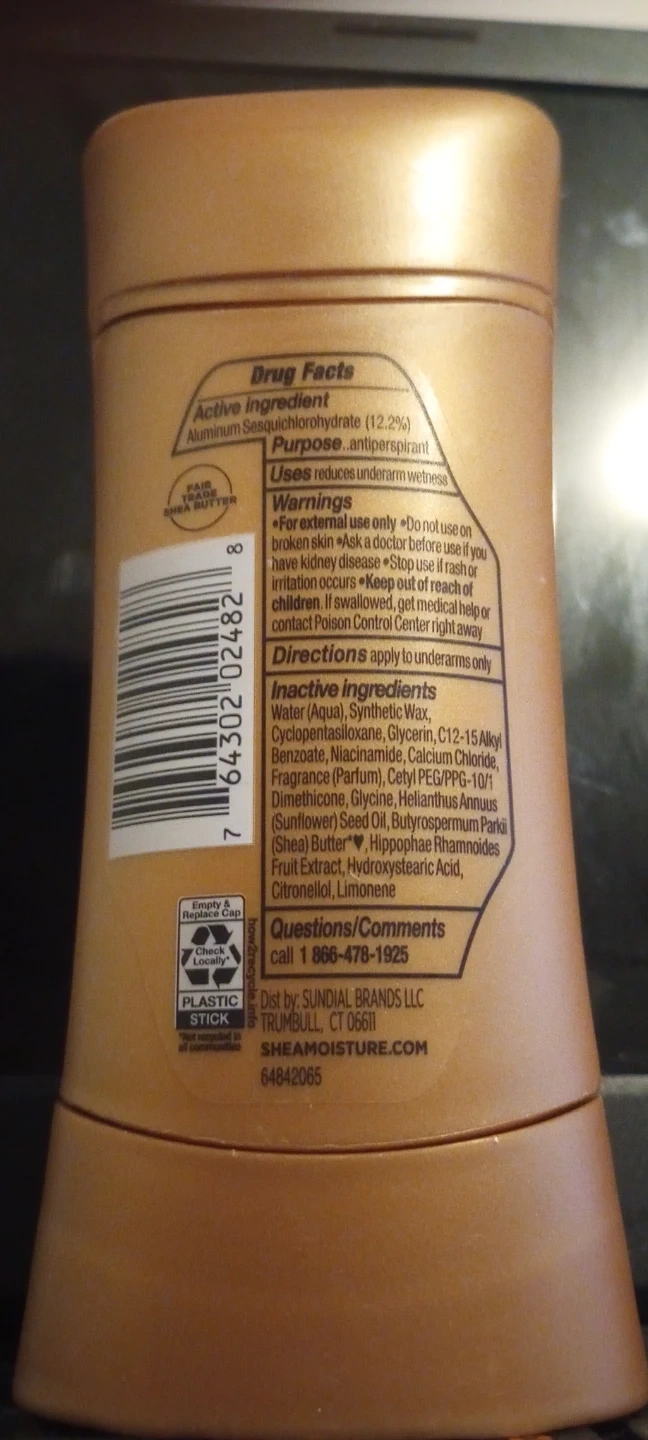 Drug Facts
Active ingredient
Aluminum Sesquichlorohydrate (12.2%)
Purpose..antiperspirant
Uses reduces underarm wetness
Warnings
•For external use only •Do not use on
broken skin •Ask a doctor before use if you
have kidney disease •Stop use if rash or
irritation occurs •Keep out of reach of
children. If swallowed, get medical help or
contact Poison Control Center right away
Directions apply to underarms only
Inactive ingredients
Water (Aqua), Synthetic Wax,
Cyclopentasiloxane, Glycerin, C12-15 Alkyl
Benzoate, Niacinamide, Calcium Chloride,
Fragrance (Parfum), Cetyl PEG/PPG-10/1
Dimethicone, Glycine, Helianthus Annuus
(Sunflower) Seed Oil, Butyrospermum Parkii
(Shea) Butter*♥, Hippophae Rhamnoides
Fruit Extract, Hydroxystearic Acid,
Citronellol, Limonene
Questions/Comments
call 1 866-478-1925
Dist by: SUNDIAL BRANDS LLC
TRUMBULL, CT 06611
SHEAMOISTURE.COM
64842065
FAIR
TRADE
SHEA BUTTER
7 64302 02482 8
Empty &
Replace Cap
Check
Locally*
PLASTIC
STICK
*Not recycled in
all communities
how2recycle.info